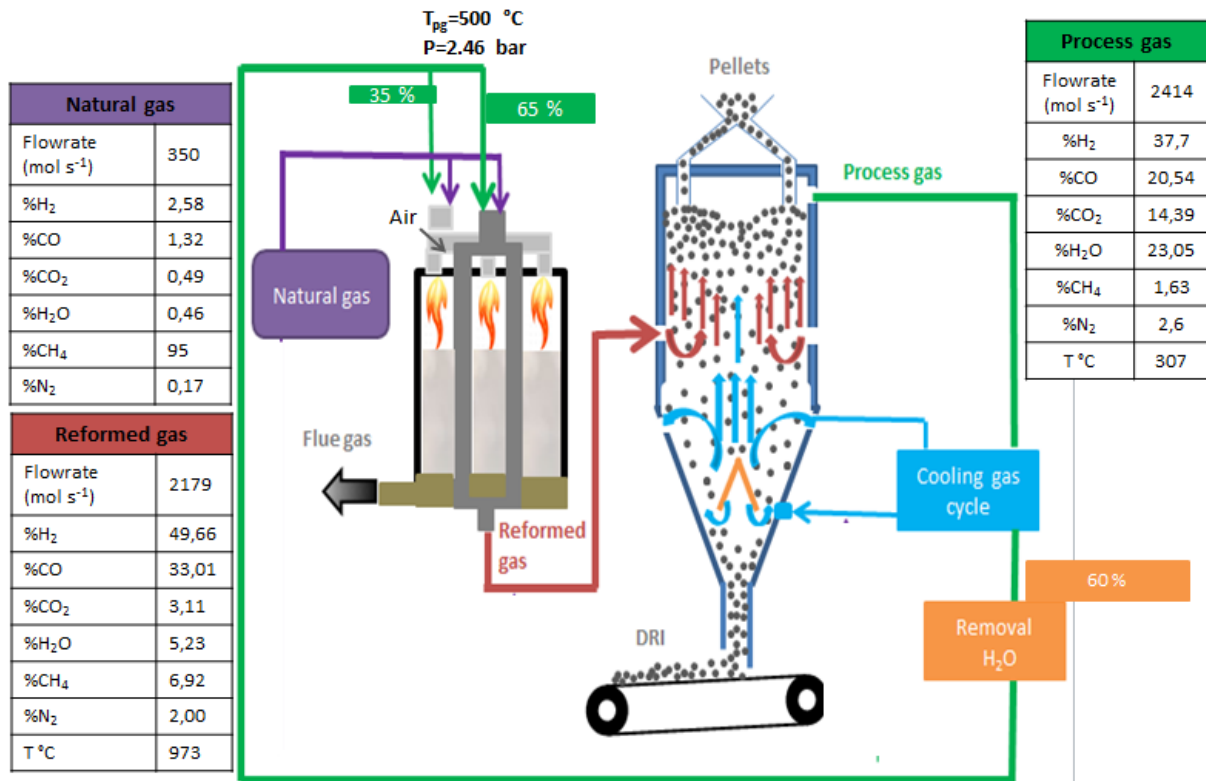 T_pg=500 °C
P=2.46 bar
35 %
65 %
Natural gas
Flowrate (mol s⁻¹) 350
%H₂ 2,58
%CO 1,32
%CO₂ 0,49
%H₂O 0,46
%CH₄ 95
%N₂ 0,17
Reformed gas
Flowrate (mol s⁻¹) 2179
%H₂ 49,66
%CO 33,01
%CO₂ 3,11
%H₂O 5,23
%CH₄ 6,92
%N₂ 2,00
T °C 973
Air
Natural gas
Flue gas
Reformed
gas
Pellets
Process gas
DRI
Cooling gas
cycle
60 %
Removal
H₂O
Process gas
Flowrate (mol s⁻¹) 2414
%H₂ 37,7
%CO 20,54
%CO₂ 14,39
%H₂O 23,05
%CH₄ 1,63
%N₂ 2,6
T °C 307